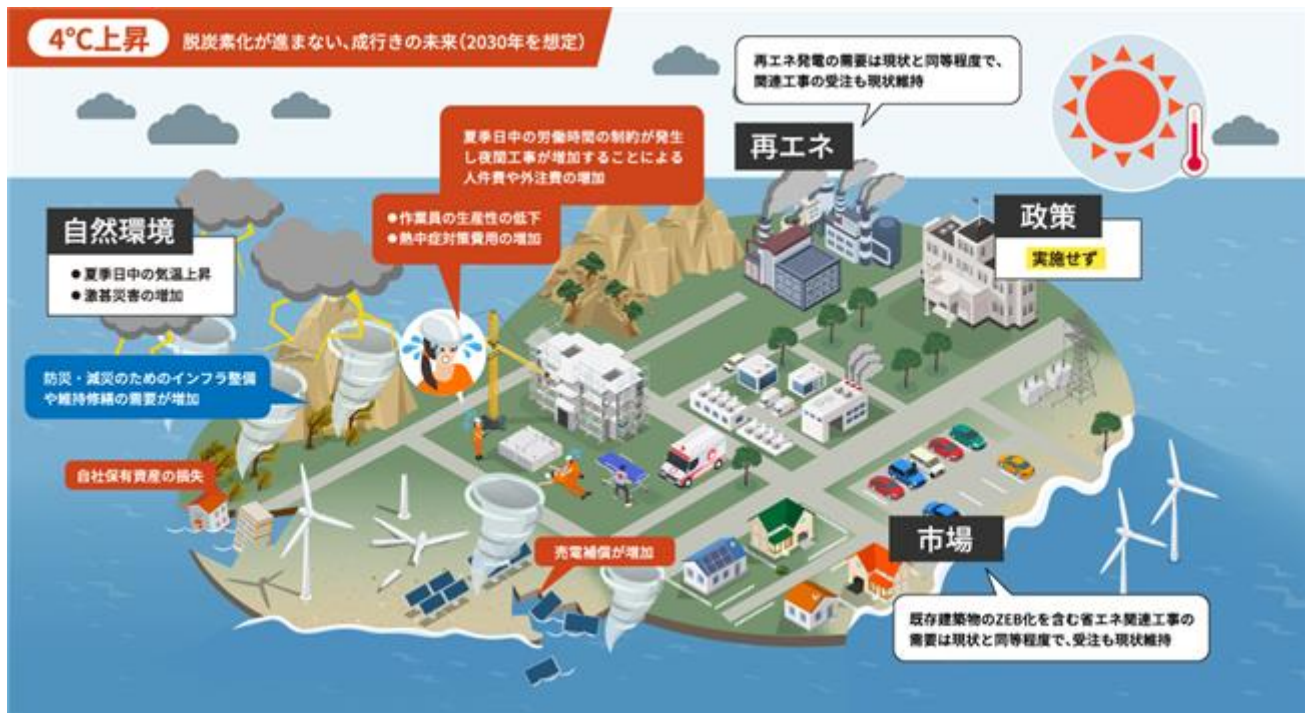 4℃上昇 脱炭素化が進まない、成行きの未来(2030年を想定)
再エネ発電の需要は現状と同等程度で、
関連工事の受注も現状維持
再エネ
夏季日中の労働時間の制約が発生
し夜間工事が増加することによる
人件費や外注費の増加
●作業員の生産性の低下
●熱中症対策費用の増加
自然環境
●夏季日中の気温上昇
●激甚災害の増加
政策
実施せず
防災・減災のためのインフラ整備
や維持修繕の需要が増加
自社保有資産の損失
売電補償が増加
市場
既存建築物のZEB化を含む省エネ関連工事の
需要は現状と同等程度で、受注も現状維持